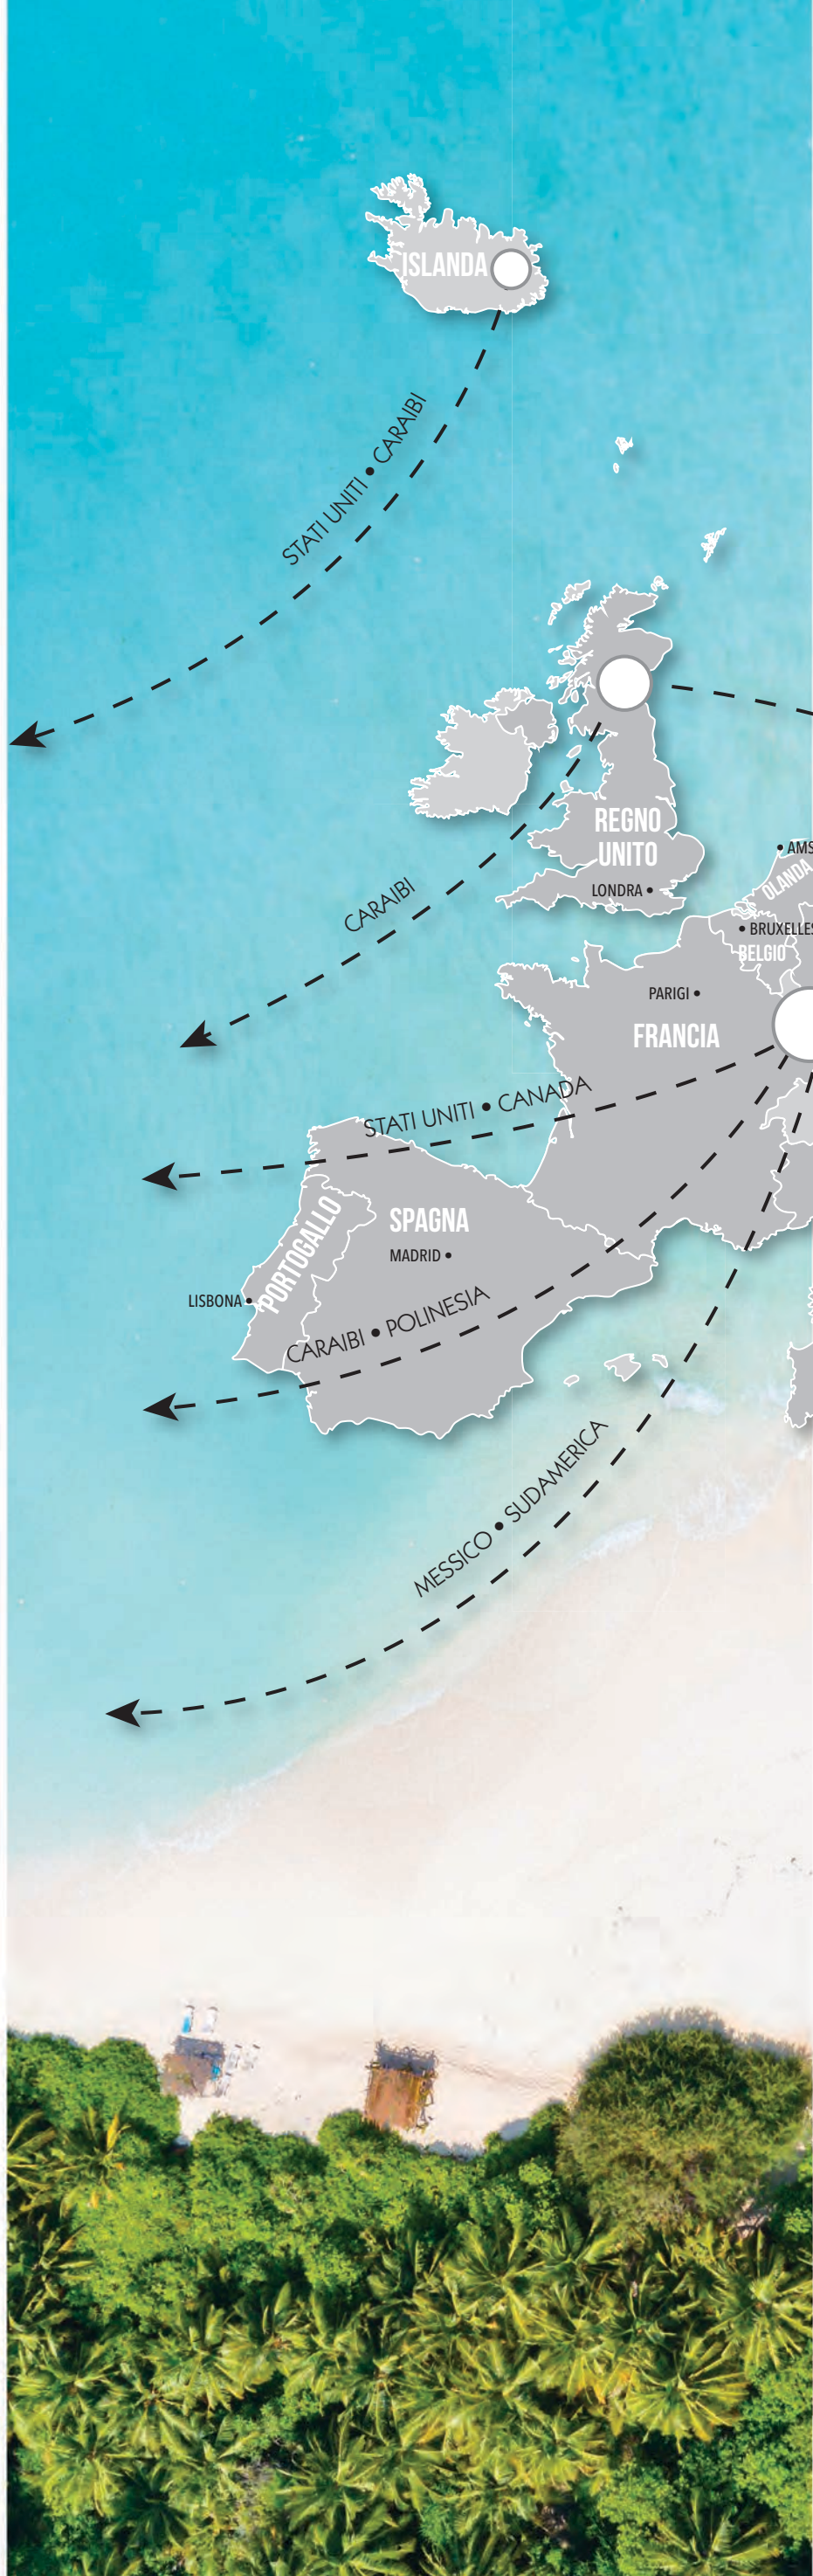 ISLANDA
STATI UNITI • CARAIBI
REGNO
UNITO
LONDRA •
• AMS
OLANDA
CARAIBI
• BRUXELLES
BELGIO
PARIGI •
FRANCIA
STATI UNITI • CANADA
PORTOGALLO
SPAGNA
MADRID •
LISBONA •
CARAIBI • POLINESIA
MESSICO • SUDAMERICA